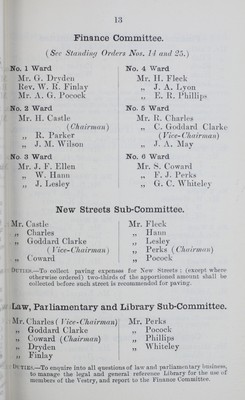 13
Finance Committee.
(See Standing Orders Nos. 14 and 25.)
No. 1 Ward
Mr. G. Dryden
Rev. W. R. Finlay
Mr. A. G. Pocock
No. 2 Ward
Mr. H. Castle
(Chairman)
„ R. Parker
„ J. M. Wilson
No. 3 Ward
Mr. J. F. Ellen
„ W. Hann
„ J. Lesley
No. 4 Ward
Mr. H. Fleck
„ J. A. Lyon
„ E. R. Phillips
No. 5 Ward
Mr. R. Charles
„ C. Goddard Clarke
(Vice-Chairman)
„ J. A. May
No. 6 Ward
Mr. S. Coward
„ F. J. Perks
„ G. C. Whiteley
New Streets Sub-Committee.
Mr. Castle
„ Charles
„ Goddard Clarke
(Vice-Chairman)
„ Coward
Mr. Fleck
„ Hann
„ Lesley
„ Perks (Chairman)
„ Pocock
DUTIES.—To collect paving expenses for New Streets; (except where
otherwise ordered) two-thirds of the apportioned amount shall be
collected before such street is recommended for paving.
Law, Parliamentary and Library Sub-Committee.
Mr. Charles (Vice-Chairman)
„ Goddard Clarke
„ Coward (Chairman)
„ Dryden
„ Finlay
Mr. Perks
„ Pocock
„ Phillips
„ Whiteley
DUTIES.—To enquire into all questions of law and parliamentary business,
to manage the legal and general reference Library for the use of
members of the Vestry, and report to the Finance Committee.